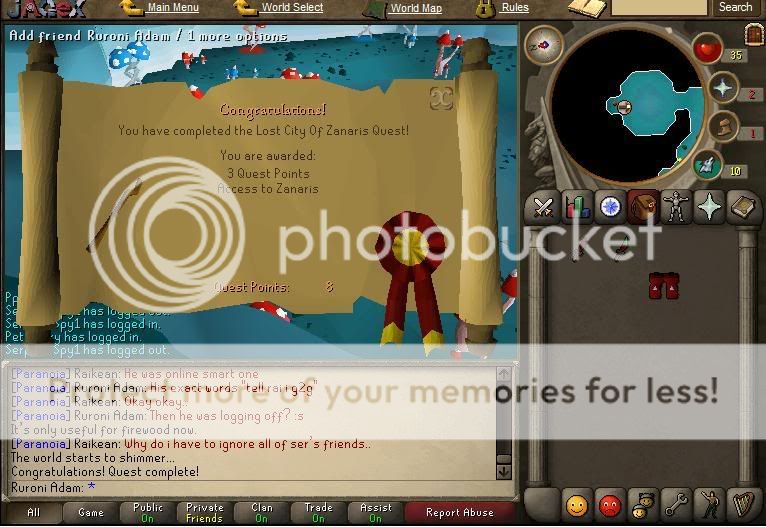 JAGEX
Main Menu
World Select
World Map
Rules
Search
Add friend Ruroni Adam / 1 more options
35
2
1
10
Congratulations!
You have completed the Lost City Of Zanaris Quest!
You are awarded:
3 Quest Points
Access to Zanaris
photobucket
Quest Points: 8
has logged out.
has logged in.
has logged in.
has logged out.
[Paranoia] Raikean: He was online smart one
[Paranoia] Ruroni Adam: His exact words "tell rai i g2g"
[Paranoia] Raikean: Okay okay..
[Paranoia] Ruroni Adam: Then he was logging off? :s
It's only useful for firewood now.
[Paranoia] Raikean: Why do i have to ignore all of ser's friends..
The world starts to shimmer...
Congratulations! Quest complete!
Ruroni Adam: *
more of your memories for less!
All
Game
Public
On
Private
Friends
Clan
On
Trade
On
Assist
On
Report Abuse